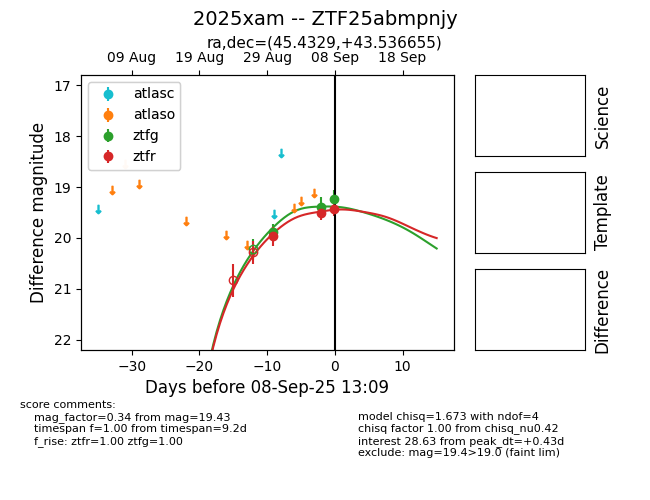 2025xam -- ZTF25abmpnjy
ra,dec=(45.4329,+43.536655)
09 Aug 19 Aug 29 Aug 08 Sep 18 Sep
atlasc
atlaso
ztfg
ztfr
17
18
19
20
21
22
Difference magnitude
−30 −20 −10 0 10
Days before 08-Sep-25 13:09
Science
Template
Difference
score comments:
mag_factor=0.34 from mag=19.43
timespan f=1.00 from timespan=9.2d
f_rise: ztfr=1.00 ztfg=1.00
model chisq=1.673 with ndof=4
chisq factor 1.00 from chisq_nu0.42
interest 28.63 from peak_dt=+0.43d
exclude: mag=19.4>19.0 (faint lim)